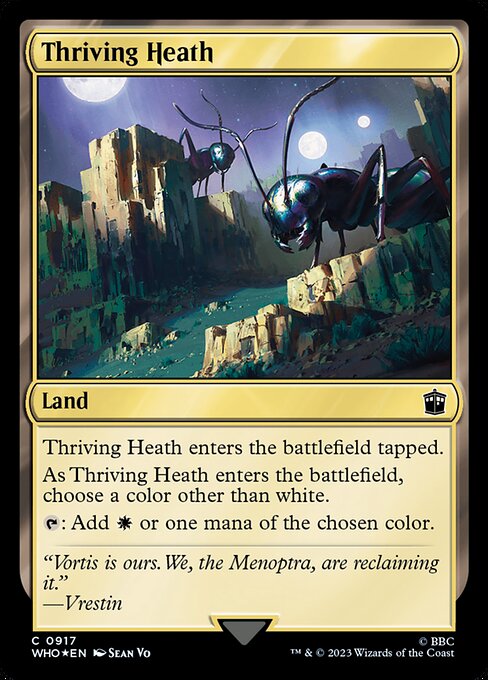 Thriving Heath
Land
Thriving Heath enters the battlefield tapped.
As Thriving Heath enters the battlefield,
choose a color other than white.
: Add or one mana of the chosen color.
“Vortis is ours. We, the Menoptra, are reclaiming
it.”
—Vrestin
C 0917
WHO★EN Sean Vo
© BBC
™ & © 2023 Wizards of the Coast